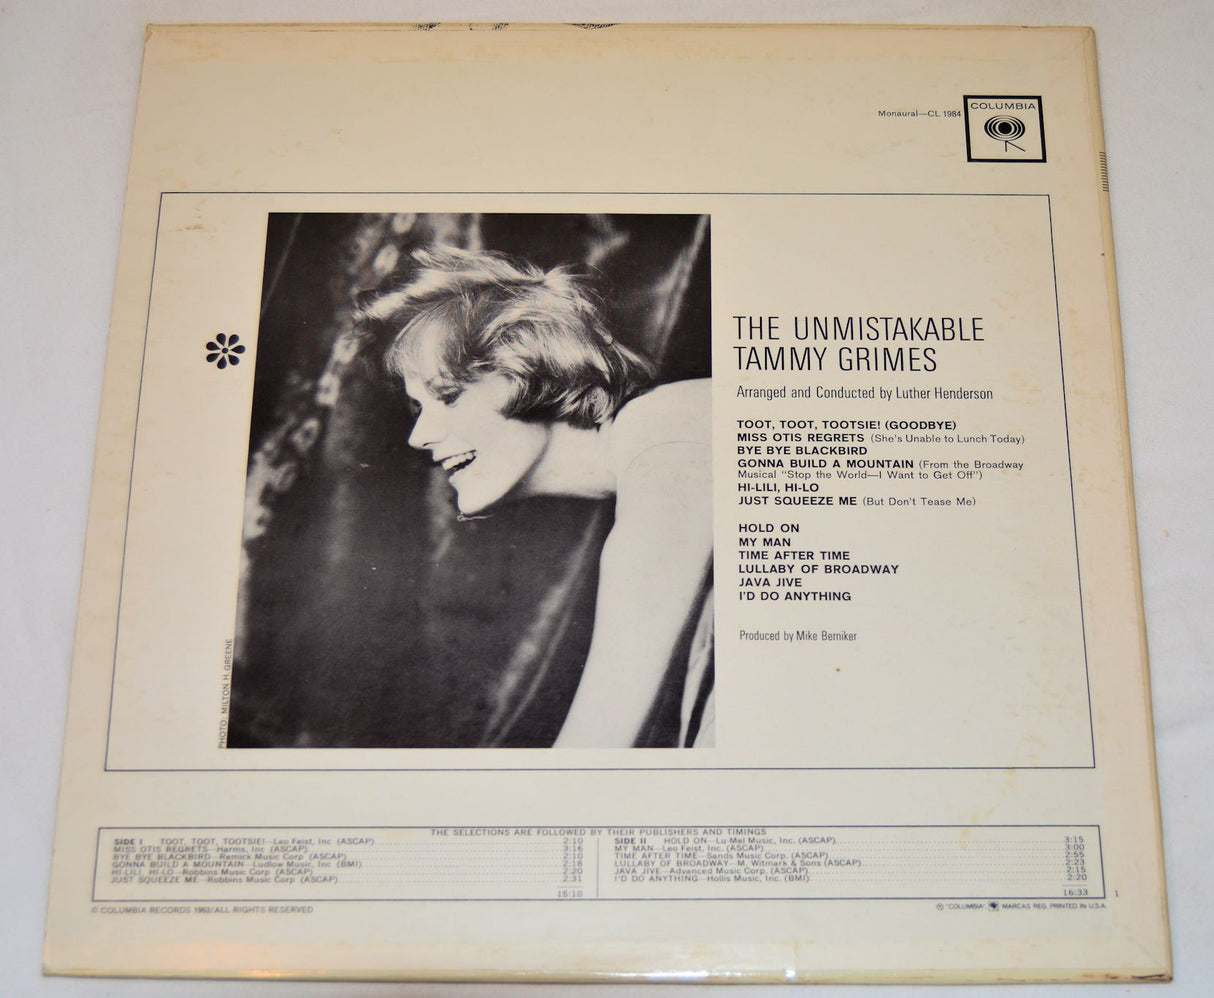 Monaural—CL 1984
COLUMBIA
THE UNMISTAKABLE
TAMMY GRIMES
Arranged and Conducted by Luther Henderson
TOOT, TOOT, TOOTSIE! (GOODBYE)
MISS OTIS REGRETS (She's Unable to Lunch Today)
BYE BYE BLACKBIRD
GONNA BUILD A MOUNTAIN (From the Broadway
Musical "Stop the World—I Want to Get Off")
HI-LILI, HI-LO
JUST SQUEEZE ME (But Don't Tease Me)
HOLD ON
MY MAN
TIME AFTER TIME
LULLABY OF BROADWAY
JAVA JIVE
I'D DO ANYTHING
Produced by Mike Berniker
PHOTO: MILTON H. GREENE
THE SELECTIONS ARE FOLLOWED BY THEIR PUBLISHERS AND TIMINGS
SIDE I TOOT, TOOT, TOOTSIE!—Leo Feist, Inc (ASCAP) 2:10
MISS OTIS REGRETS—Harms, Inc (ASCAP) 3:16
BYE BYE BLACKBIRD—Remick Music Corp (ASCAP) 2:10
GONNA BUILD A MOUNTAIN—Ludlow Music, Inc (BMI) 2:18
HI-LILI, HI-LO—Robbins Music Corp (ASCAP) 2:20
JUST SQUEEZE ME—Robbins Music Corp (ASCAP) 2:31
15:10
SIDE II HOLD ON—Lu-Mel Music, Inc. (ASCAP) 3:15
MY MAN—Leo Feist, Inc. (ASCAP) 3:00
TIME AFTER TIME—Sands Music Corp. (ASCAP) 2:55
LULLABY OF BROADWAY—M. Witmark & Sons (ASCAP) 2:23
JAVA JIVE—Advanced Music Corp. (ASCAP) 2:15
I'D DO ANYTHING—Hollis Music, Inc. (BMI) 2:20
16:33
1
© COLUMBIA RECORDS 1962/ALL RIGHTS RESERVED
® "COLUMBIA", MARCAS REG. PRINTED IN U.S.A.